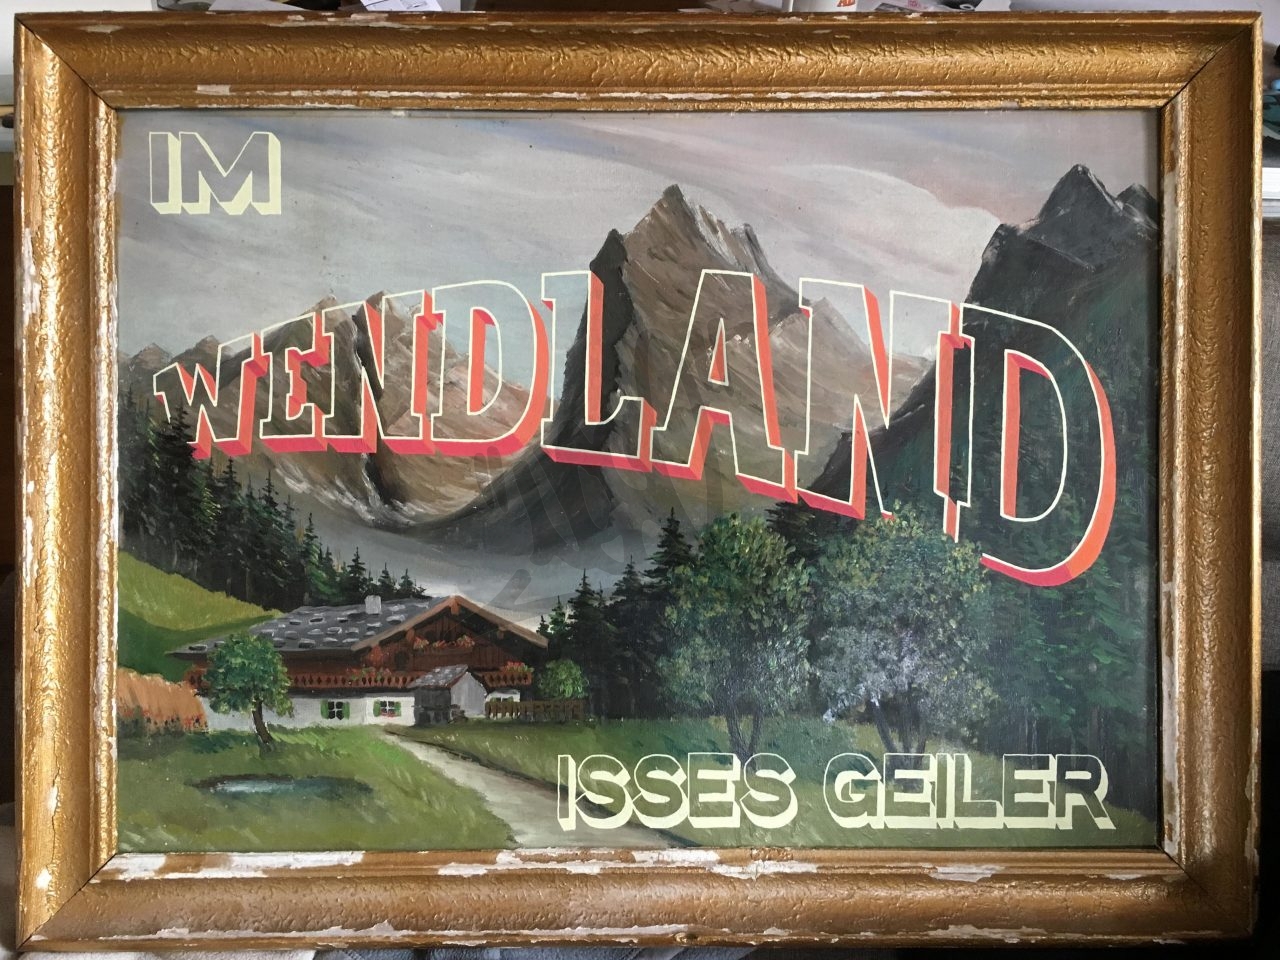 IM
WENDLAND
ISSES GEILER